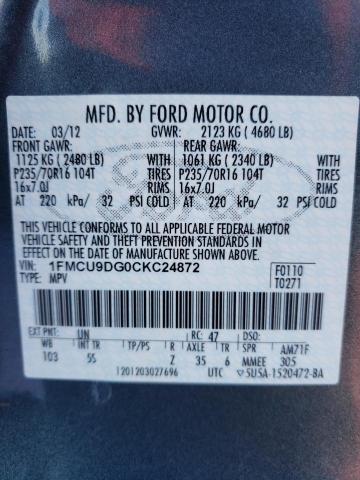 MFD. BY FORD MOTOR CO.
DATE: 03/12 GVWR: 2123 KG ( 4680 LB)
FRONT GAWR: REAR GAWR:
1125 KG ( 2480 LB) WITH 1061 KG ( 2340 LB)
P235/70R16 104T TIRES P235/70R16 104T
16x7.0J RIMS 16x7.0J
AT 220 kPa/ 32 PSI COLD AT 220 kPa/ 32 PSI COLD
THIS VEHICLE CONFORMS TO ALL APPLICABLE FEDERAL MOTOR
VEHICLE SAFETY AND THEFT PREVENTION STANDARDS IN
EFFECT ON THE DATE OF MANUFACTURE SHOWN ABOVE.
VIN: 1FMCU9DG0CKC24872
TYPE: MPV
F0110
T0271
EXT PNT: UN RC: 47 DSO:
WB INT TR TP/PS R AXLE TR SPR AM71F
103 55 Z 35 6 MMEE 305
1201203027696 UTC ▽5USA-1520472-BA
Ford